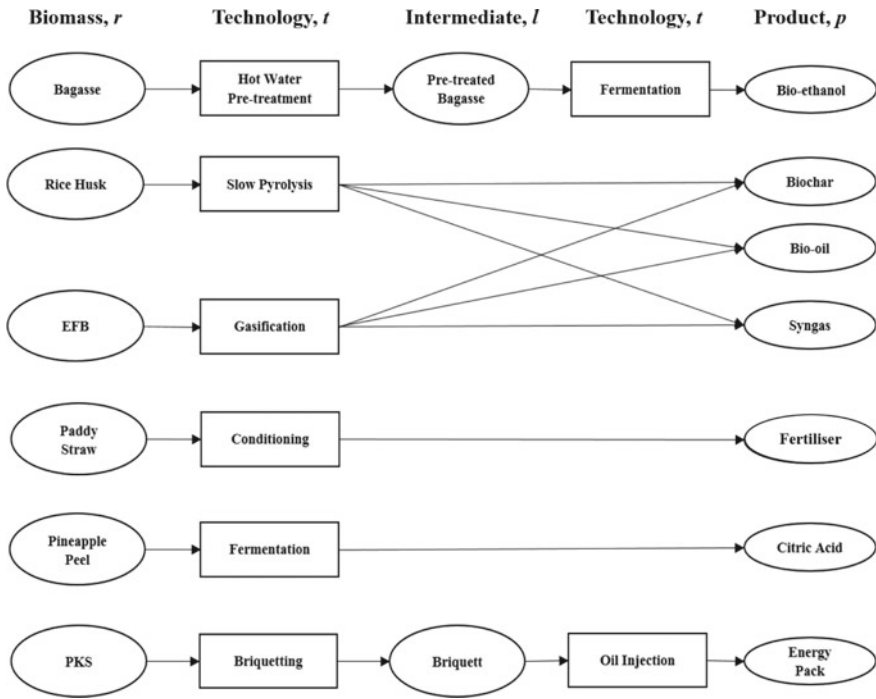 Biomass, r Technology, t Intermediate, l Technology, t Product, p
Bagasse
Hot Water
Pre-treatment
Pre-treated
Bagasse
Fermentation
Bio-ethanol
Rice Husk
Slow Pyrolysis
Biochar
Bio-oil
EFB
Gasification
Syngas
Paddy
Straw
Conditioning
Fertiliser
Pineapple
Peel
Fermentation
Citric Acid
PKS
Briquetting
Briquett
Oil Injection
Energy
Pack